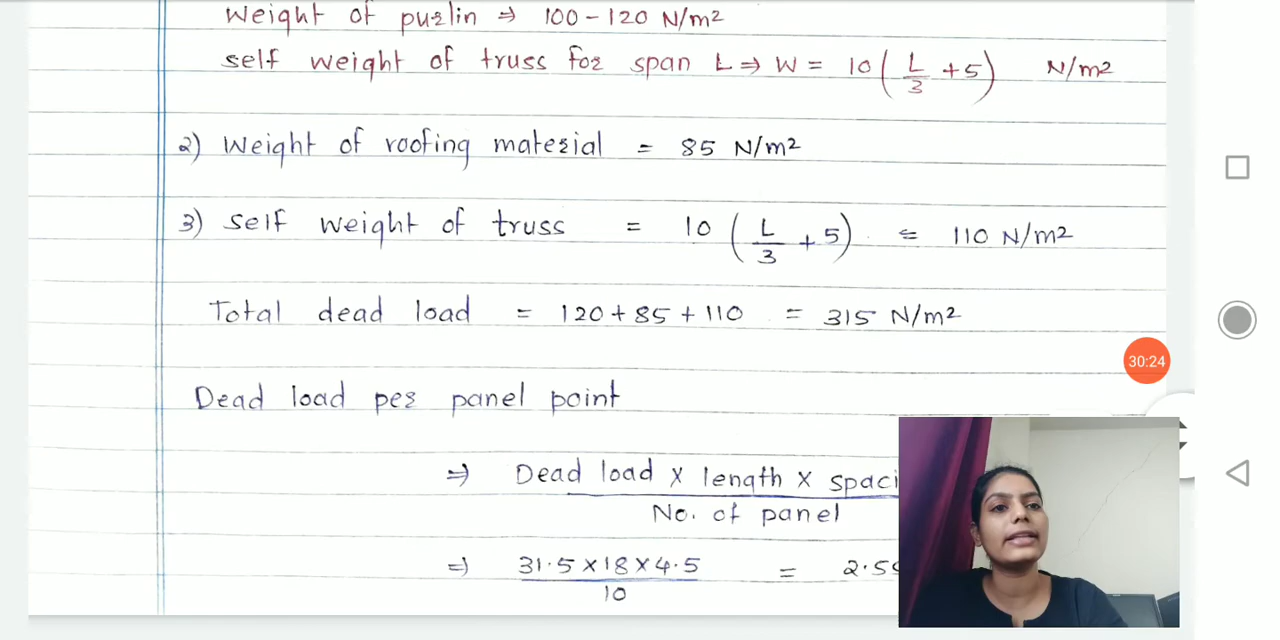 Weight of purlin ⇒ 100 - 120 N/m2
self weight of truss for span L ⇒ W = 10 ( L/3 + 5 ) N/m2
2) Weight of roofing material = 85 N/m2
3) self weight of truss = 10 ( L/3 + 5 ) = 110 N/m2
Total dead load = 120 + 85 + 110 = 315 N/m2
30:24
Dead load per panel point
⇒ Dead load X length X spaci
No. of panel
⇒ 31.5 X 18 X 4.5 = 2.5
10